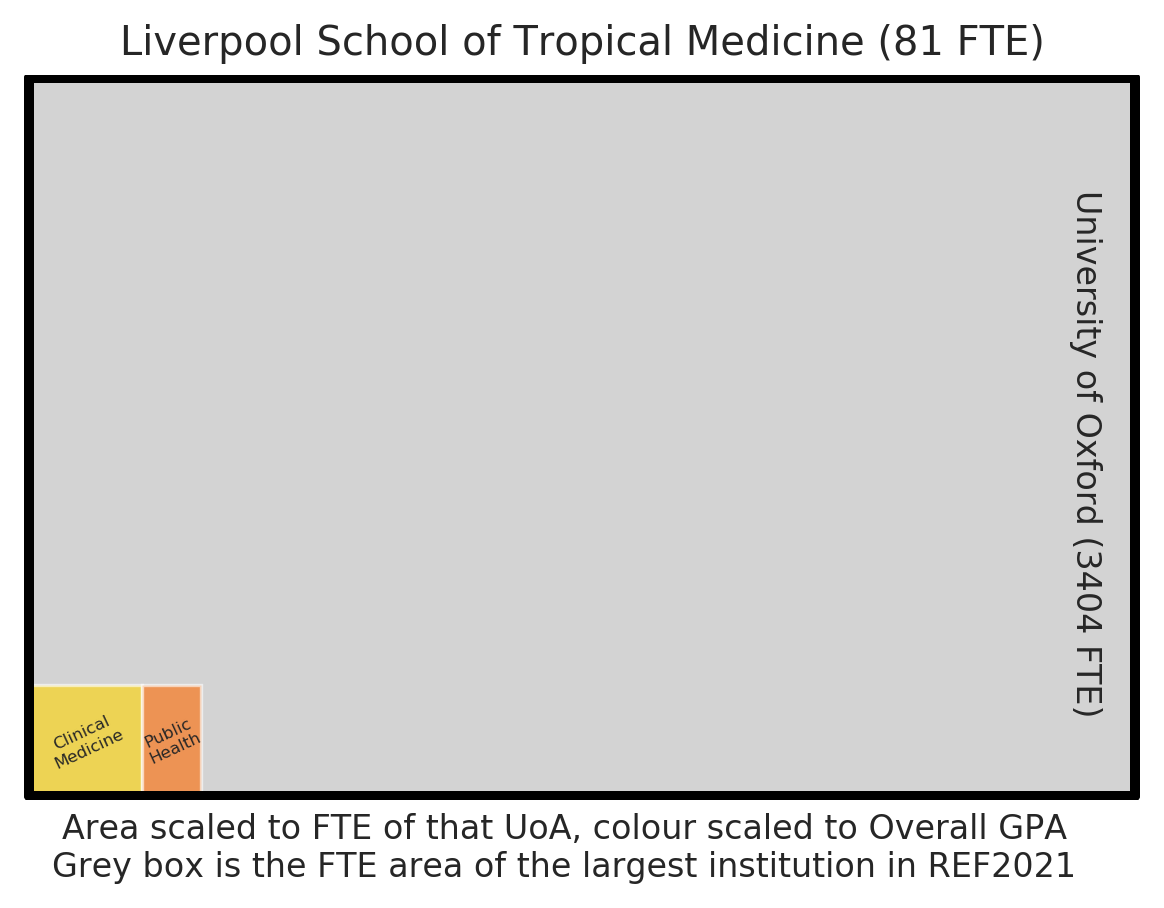 Liverpool School of Tropical Medicine (81 FTE)
University of Oxford (3404 FTE)
Clinical
Medicine
Public
Health
Area scaled to FTE of that UoA, colour scaled to Overall GPA
Grey box is the FTE area of the largest institution in REF2021